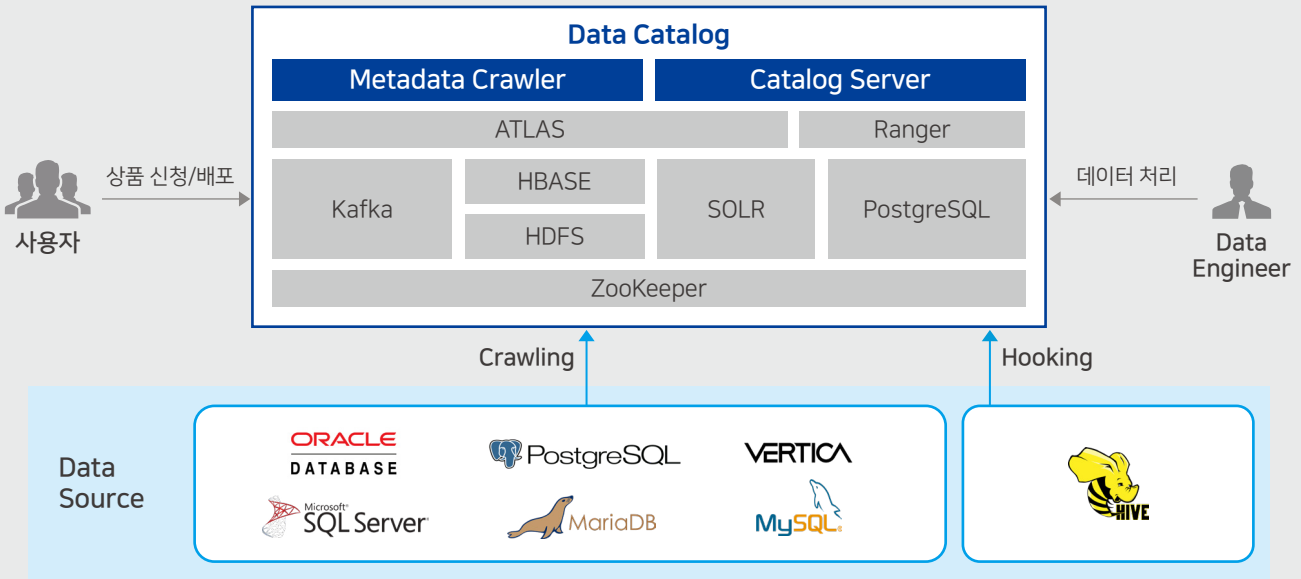 Data Catalog
Metadata Crawler
Catalog Server
ATLAS
Ranger
Kafka
HBASE
HDFS
SOLR
PostgreSQL
ZooKeeper
상품 신청/배포
사용자
데이터 처리
Data
Engineer
Crawling
Hooking
Data
Source
ORACLE
DATABASE
PostgreSQL
VERTICA
Microsoft®
SQL Server
MariaDB
MySQL®
HIVE